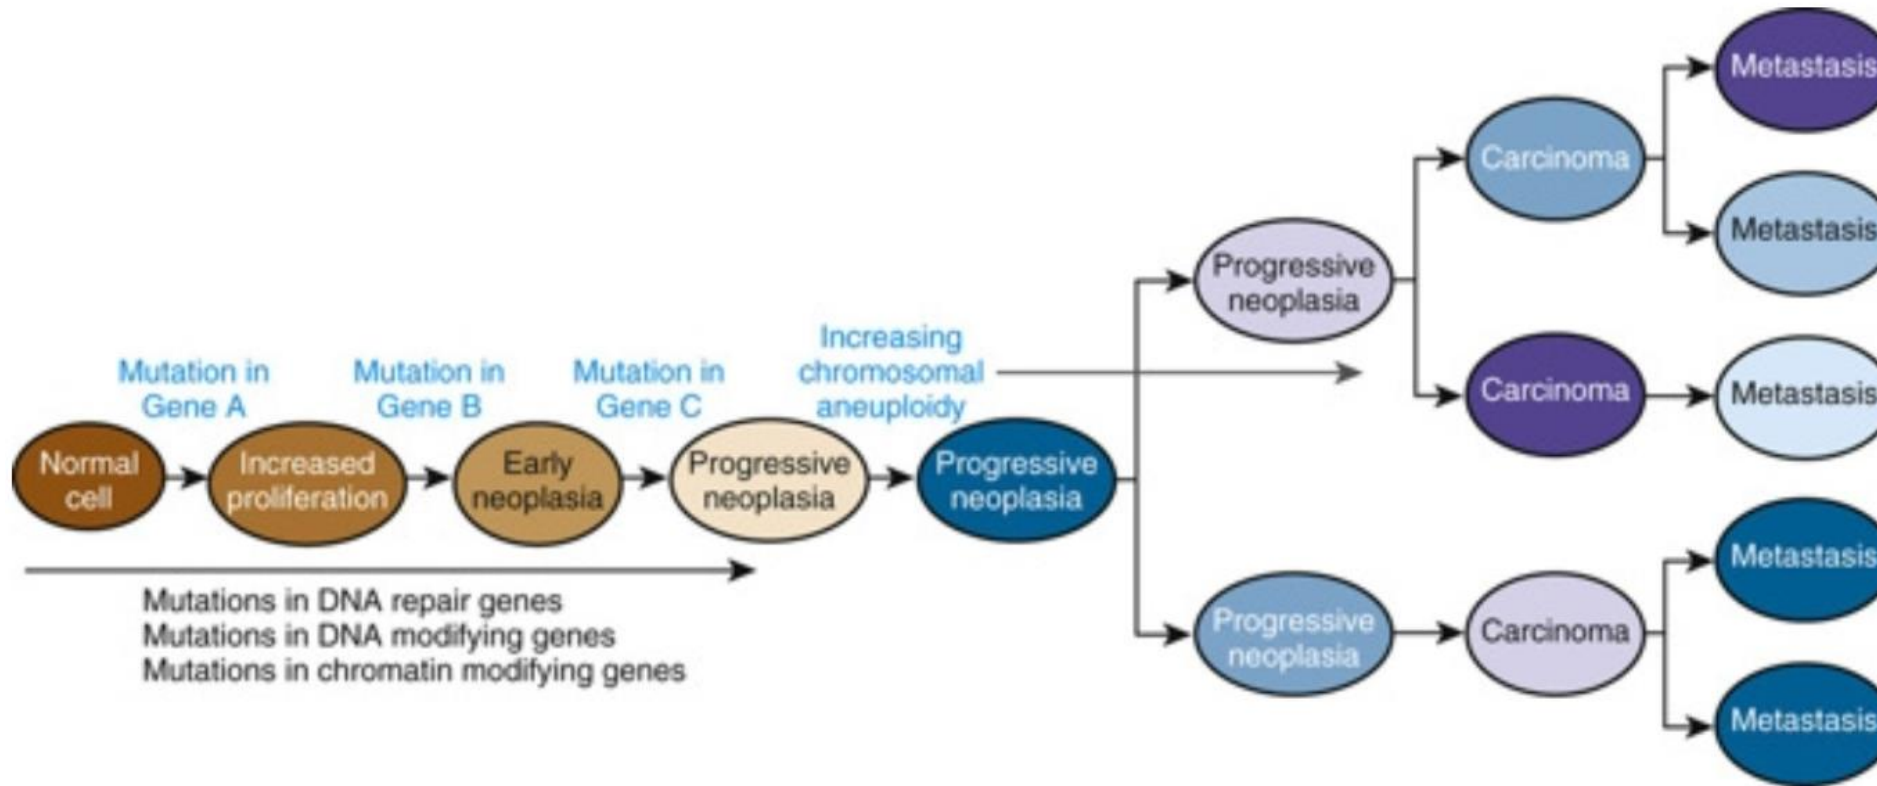 Metastasis
Carcinoma
Metastasis
Progressive
neoplasia
Increasing
chromosomal
aneuploidy
Mutation in
Gene A
Mutation in
Gene B
Mutation in
Gene C
Carcinoma
Metastasis
Normal
cell
Increased
proliferation
Early
neoplasia
Progressive
neoplasia
Progressive
neoplasia
Metastasis
Mutations in DNA repair genes
Mutations in DNA modifying genes
Mutations in chromatin modifying genes
Progressive
neoplasia
Carcinoma
Metastasis